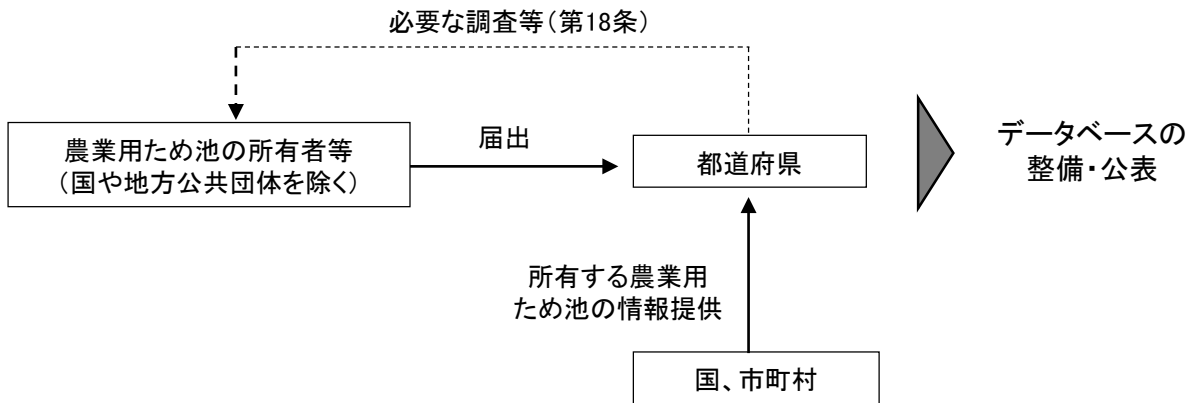 必要な調査等（第18条）
農業用ため池の所有者等
（国や地方公共団体を除く）
届出
都道府県
データベースの
整備・公表
所有する農業用
ため池の情報提供
国、市町村